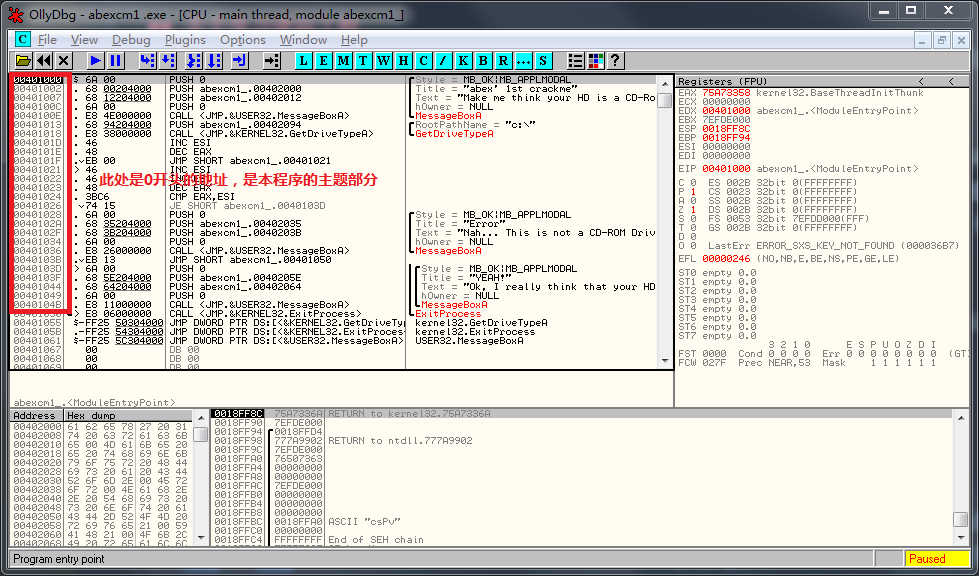 OllyDbg - abexcm1 .exe - [CPU - main thread, module abexcm1_]
C File View Debug Plugins Options Window Help
L E M T W H C / K B R ... S ?
00401000 $ 6A 00 PUSH 0 Style = MB_OK|MB_APPLMODAL
00401002 . 68 00204000 PUSH abexcm1_.00402000 Title = "abex' 1st crackme"
00401007 . 68 12204000 PUSH abexcm1_.00402012 Text = "Make me think your HD is a CD-Ro
0040100C . 6A 00 PUSH 0 hOwner = NULL
0040100E . E8 4E000000 CALL <JMP.&USER32.MessageBoxA> MessageBoxA
00401013 . 68 94204000 PUSH abexcm1_.00402094 RootPathName = "c:\"
00401018 . E8 38000000 CALL <JMP.&KERNEL32.GetDriveTypeA> GetDriveTypeA
0040101D . 46 INC ESI
0040101E . 48 DEC EAX
0040101F .vEB 00 JMP SHORT abexcm1_.00401021
00401021 > 46 INC ESI
00401022 . 46 INC ESI
此处是0开头的地址，是本程序的主题部分
00401023 . 48 DEC EAX
00401024 . 3BC6 CMP EAX,ESI
00401026 .v74 15 JE SHORT abexcm1_.0040103D
00401028 . 6A 00 PUSH 0 Style = MB_OK|MB_APPLMODAL
0040102A . 68 35204000 PUSH abexcm1_.00402035 Title = "Error"
0040102F . 68 3B204000 PUSH abexcm1_.0040203B Text = "Nah... This is not a CD-ROM Driv
00401034 . 6A 00 PUSH 0 hOwner = NULL
00401036 . E8 26000000 CALL <JMP.&USER32.MessageBoxA> MessageBoxA
0040103B .vEB 13 JMP SHORT abexcm1_.00401050
0040103D > 6A 00 PUSH 0 Style = MB_OK|MB_APPLMODAL
0040103F . 68 5E204000 PUSH abexcm1_.0040205E Title = "YEAH!"
00401044 . 68 64204000 PUSH abexcm1_.00402064 Text = "Ok, I really think that your HD
00401049 . 6A 00 PUSH 0 hOwner = NULL
0040104B . E8 11000000 CALL <JMP.&USER32.MessageBoxA> MessageBoxA
00401050 > E8 06000000 CALL <JMP.&KERNEL32.ExitProcess> ExitProcess
00401055 $-FF25 50304000 JMP DWORD PTR DS:[<&KERNEL32.GetDriveTyp kernel32.GetDriveTypeA
0040105B .-FF25 54304000 JMP DWORD PTR DS:[<&KERNEL32.ExitProcess kernel32.ExitProcess
00401061 $-FF25 5C304000 JMP DWORD PTR DS:[<&USER32.MessageBoxA>] USER32.MessageBoxA
00401067 00 DB 00
00401068 00 DB 00
00401069 00 DB 00
abexcm1_.<ModuleEntryPoint>
Registers (FPU) < <
EAX 75A73358 kernel32.BaseThreadInitThunk
ECX 00000000
EDX 00401000 abexcm1_.<ModuleEntryPoint>
EBX 7EFDE000
ESP 0018FF8C
EBP 0018FF94
ESI 00000000
EDI 00000000
EIP 00401000 abexcm1_.<ModuleEntryPoint>
C 0 ES 002B 32bit 0(FFFFFFFF)
P 1 CS 0023 32bit 0(FFFFFFFF)
A 0 SS 002B 32bit 0(FFFFFFFF)
Z 1 DS 002B 32bit 0(FFFFFFFF)
S 0 FS 0053 32bit 7EFDD000(FFF)
T 0 GS 002B 32bit 0(FFFFFFFF)
D 0
O 0 LastErr ERROR_SXS_KEY_NOT_FOUND (000036B7)
EFL 00000246 (NO,NB,E,BE,NS,PE,GE,LE)
ST0 empty 0.0
ST1 empty 0.0
ST2 empty 0.0
ST3 empty 0.0
ST4 empty 0.0
ST5 empty 0.0
ST6 empty 0.0
ST7 empty 0.0
3 2 1 0 E S P U O Z D I
FST 0000 Cond 0 0 0 0 Err 0 0 0 0 0 0 0 0 (GT)
FCW 027F Prec NEAR,53 Mask 1 1 1 1 1 1
Address Hex dump
00402000 61 62 65 78 27 20 31
00402008 74 20 63 72 61 63 6B
00402010 65 00 4D 61 6B 65 20
00402018 65 20 74 68 69 6E 6B
00402020 79 6F 75 72 20 48 44
00402028 69 73 20 61 20 43 44
00402030 52 6F 6D 2E 00 45 72
00402038 6F 72 00 4E 61 68 2E
00402040 2E 20 54 68 69 73 20
00402048 73 20 6E 6F 74 20 61
00402050 43 44 2D 52 4F 4D 20
00402058 72 69 76 65 21 00 59
00402060 41 48 21 00 4F 6B 2C
00402068 49 20 72 65 61 6C 6C
0018FF8C 75A7336A RETURN to kernel32.75A7336A
0018FF90 7EFDE000
0018FF94 0018FFD4
0018FF98 777A9902 RETURN to ntdll.777A9902
0018FF9C 7EFDE000
0018FFA0 76507363
0018FFA4 00000000
0018FFA8 00000000
0018FFAC 7EFDE000
0018FFB0 00000000
0018FFB4 00000000
0018FFB8 00000000
0018FFBC 0018FFA0 ASCII "csPv"
0018FFC0 00000000
0018FFC4 FFFFFFFF End of SEH chain
Program entry point
Paused